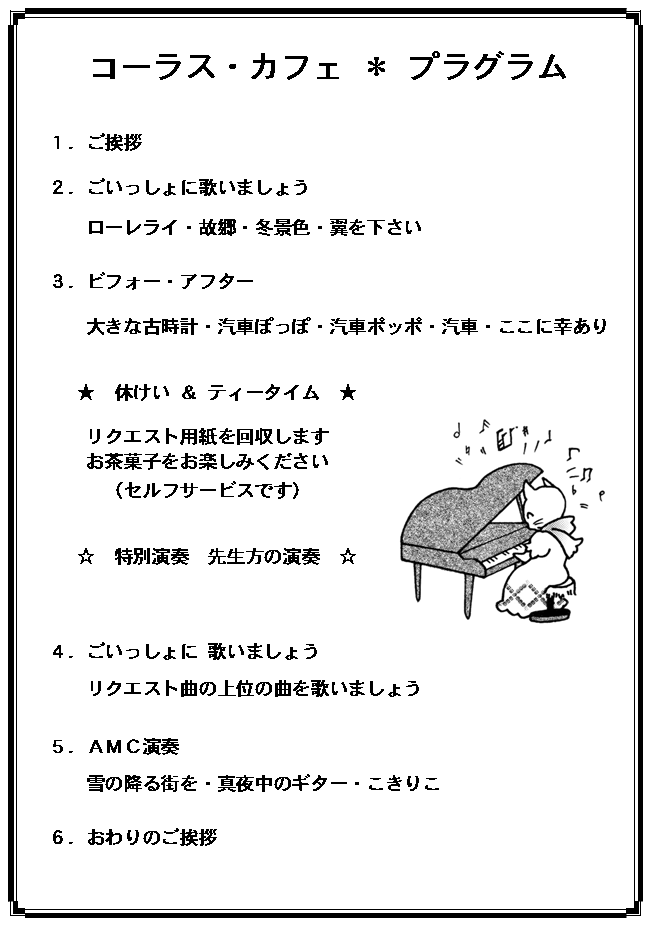 コーラス・カフェ ＊ プラグラム
１．ご挨拶
２．ごいっしょに歌いましょう
ローレライ・故郷・冬景色・翼を下さい
３．ビフォー・アフター
大きな古時計・汽車ぽっぽ・汽車ポッポ・汽車・ここに幸あり
★ 休けい ＆ ティータイム ★
リクエスト用紙を回収します
お茶菓子をお楽しみください
（セルフサービスです）
☆ 特別演奏 先生方の演奏 ☆
４．ごいっしょに 歌いましょう
リクエスト曲の上位の曲を歌いましょう
５．ＡＭＣ演奏
雪の降る街を・真夜中のギター・こきりこ
６．おわりのご挨拶